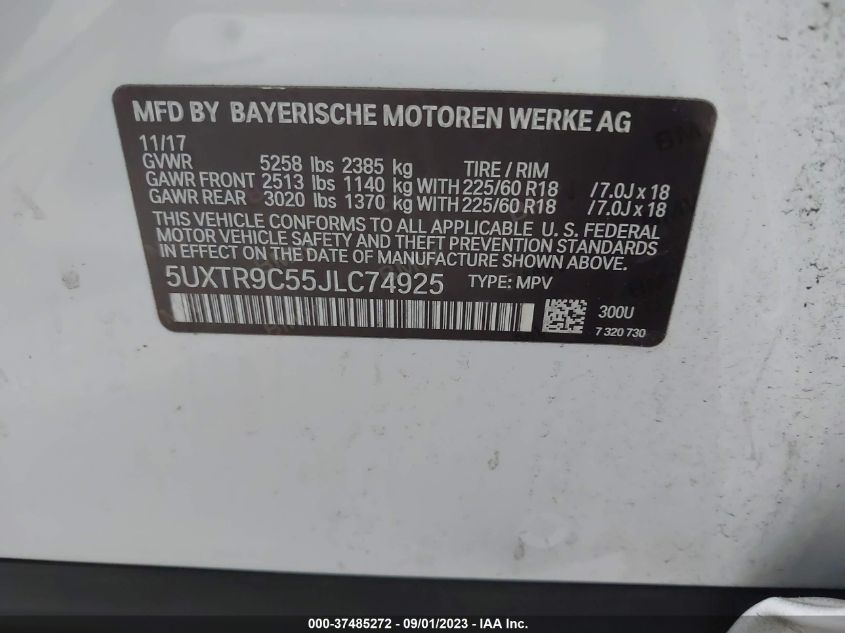 MFD BY BAYERISCHE MOTOREN WERKE AG
11/17
GVWR 5258 lbs 2385 kg TIRE / RIM
GAWR FRONT 2513 lbs 1140 kg WITH 225/60 R18 /7.0J x 18
GAWR REAR 3020 lbs 1370 kg WITH 225/60 R18 /7.0J x 18
THIS VEHICLE CONFORMS TO ALL APPLICABLE U. S. FEDERAL
MOTOR VEHICLE SAFETY AND THEFT PREVENTION STANDARDS
IN EFFECT ON THE DATE OF MANUFACTURE SHOWN ABOVE.
5UXTR9C55JLC74925 TYPE: MPV
300U
7 320 730
000-37485272 - 09/01/2023 - IAA Inc.